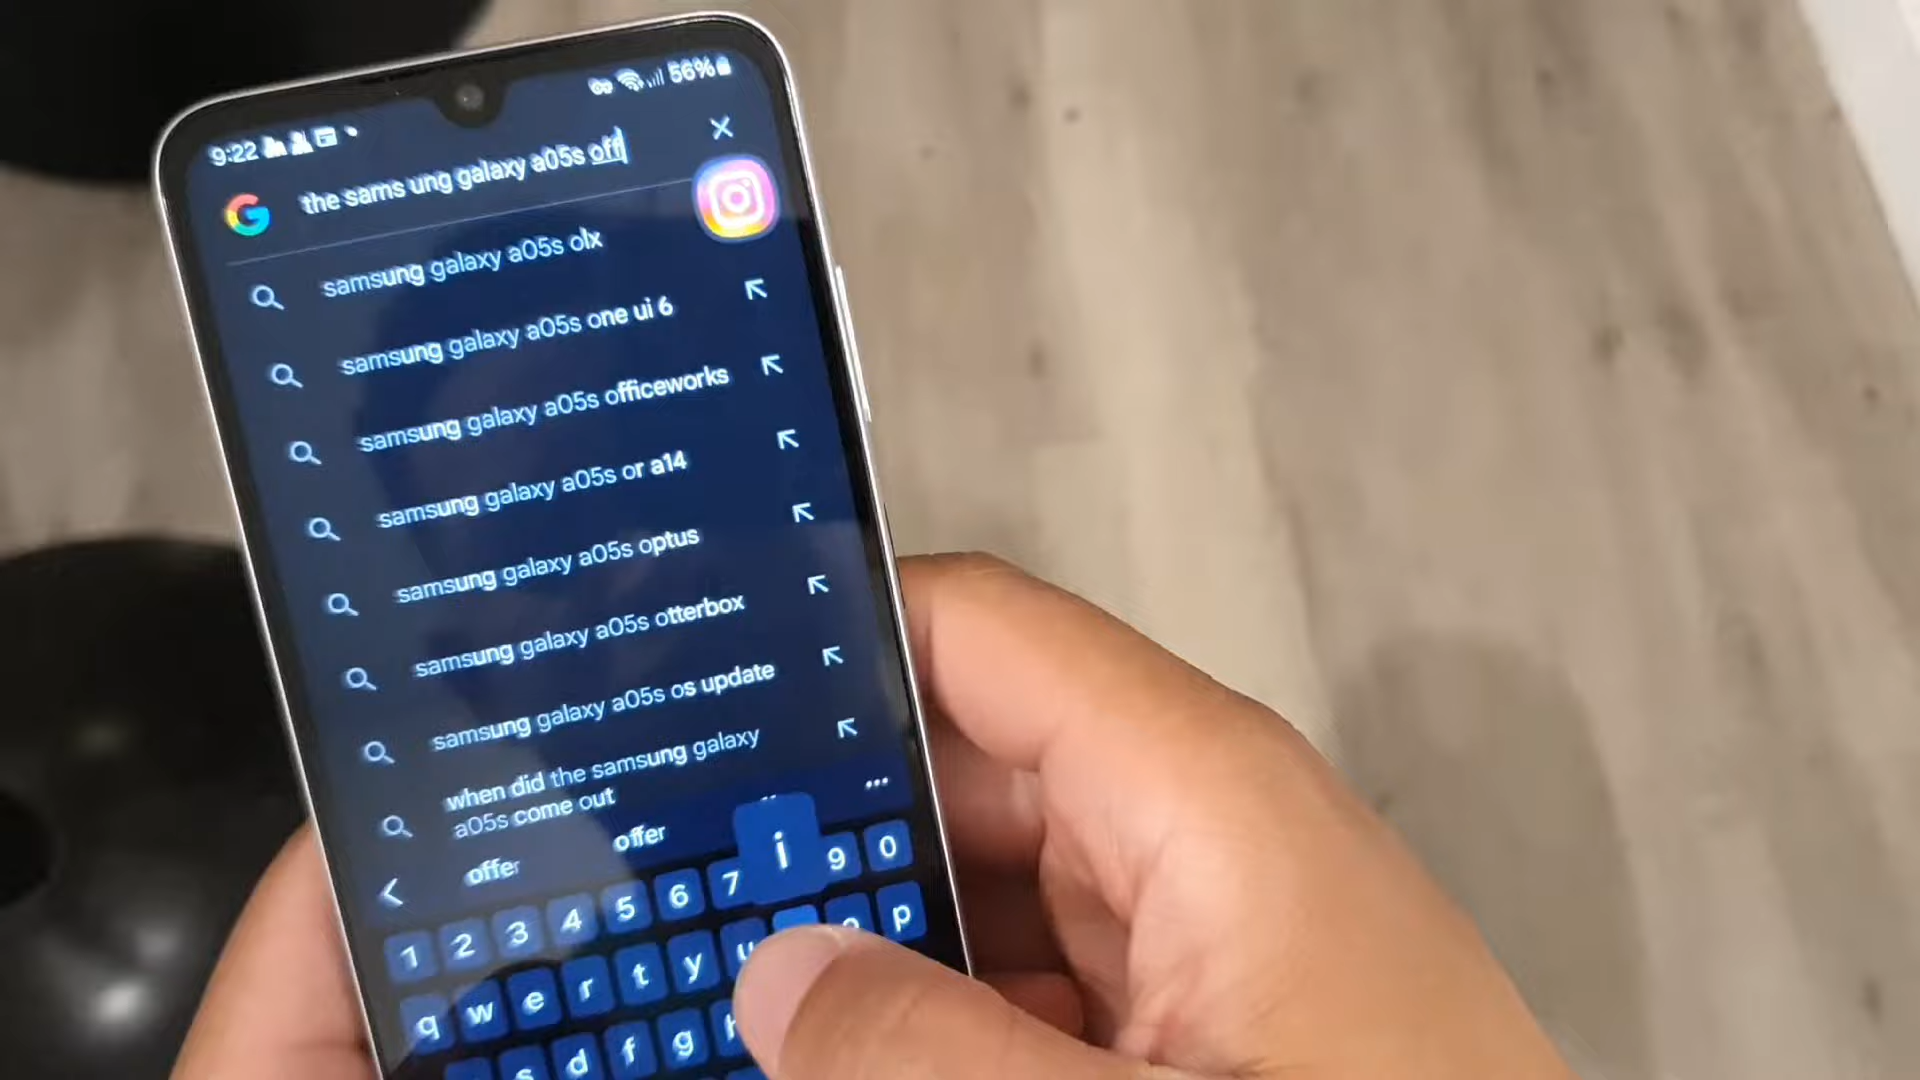 9:22 56%
the sams ung galaxy a05s off
samsung galaxy a05s olx
samsung galaxy a05s one ui 6
samsung galaxy a05s officeworks
samsung galaxy a05s or a14
samsung galaxy a05s optus
samsung galaxy a05s otterbox
samsung galaxy a05s os update
when did the samsung galaxy
a05s come out
offer offer
i
1 2 3 4 5 6 7 9 0
q w e r t y u o p
s d f g h